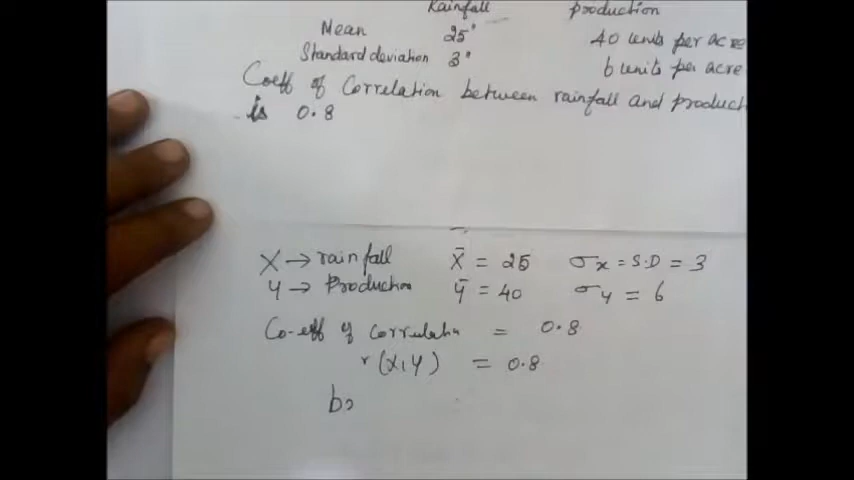 Rainfall production
Mean 25" 40 units per acre
Standard deviation 3" 6 units per acre
Coeff of Correlation between rainfall and product
is 0.8
X → rainfall X̄ = 25 σx = S.D = 3
Y → Production Ȳ = 40 σy = 6
Co-eff of correlatn = 0.8
r (X, Y) = 0.8